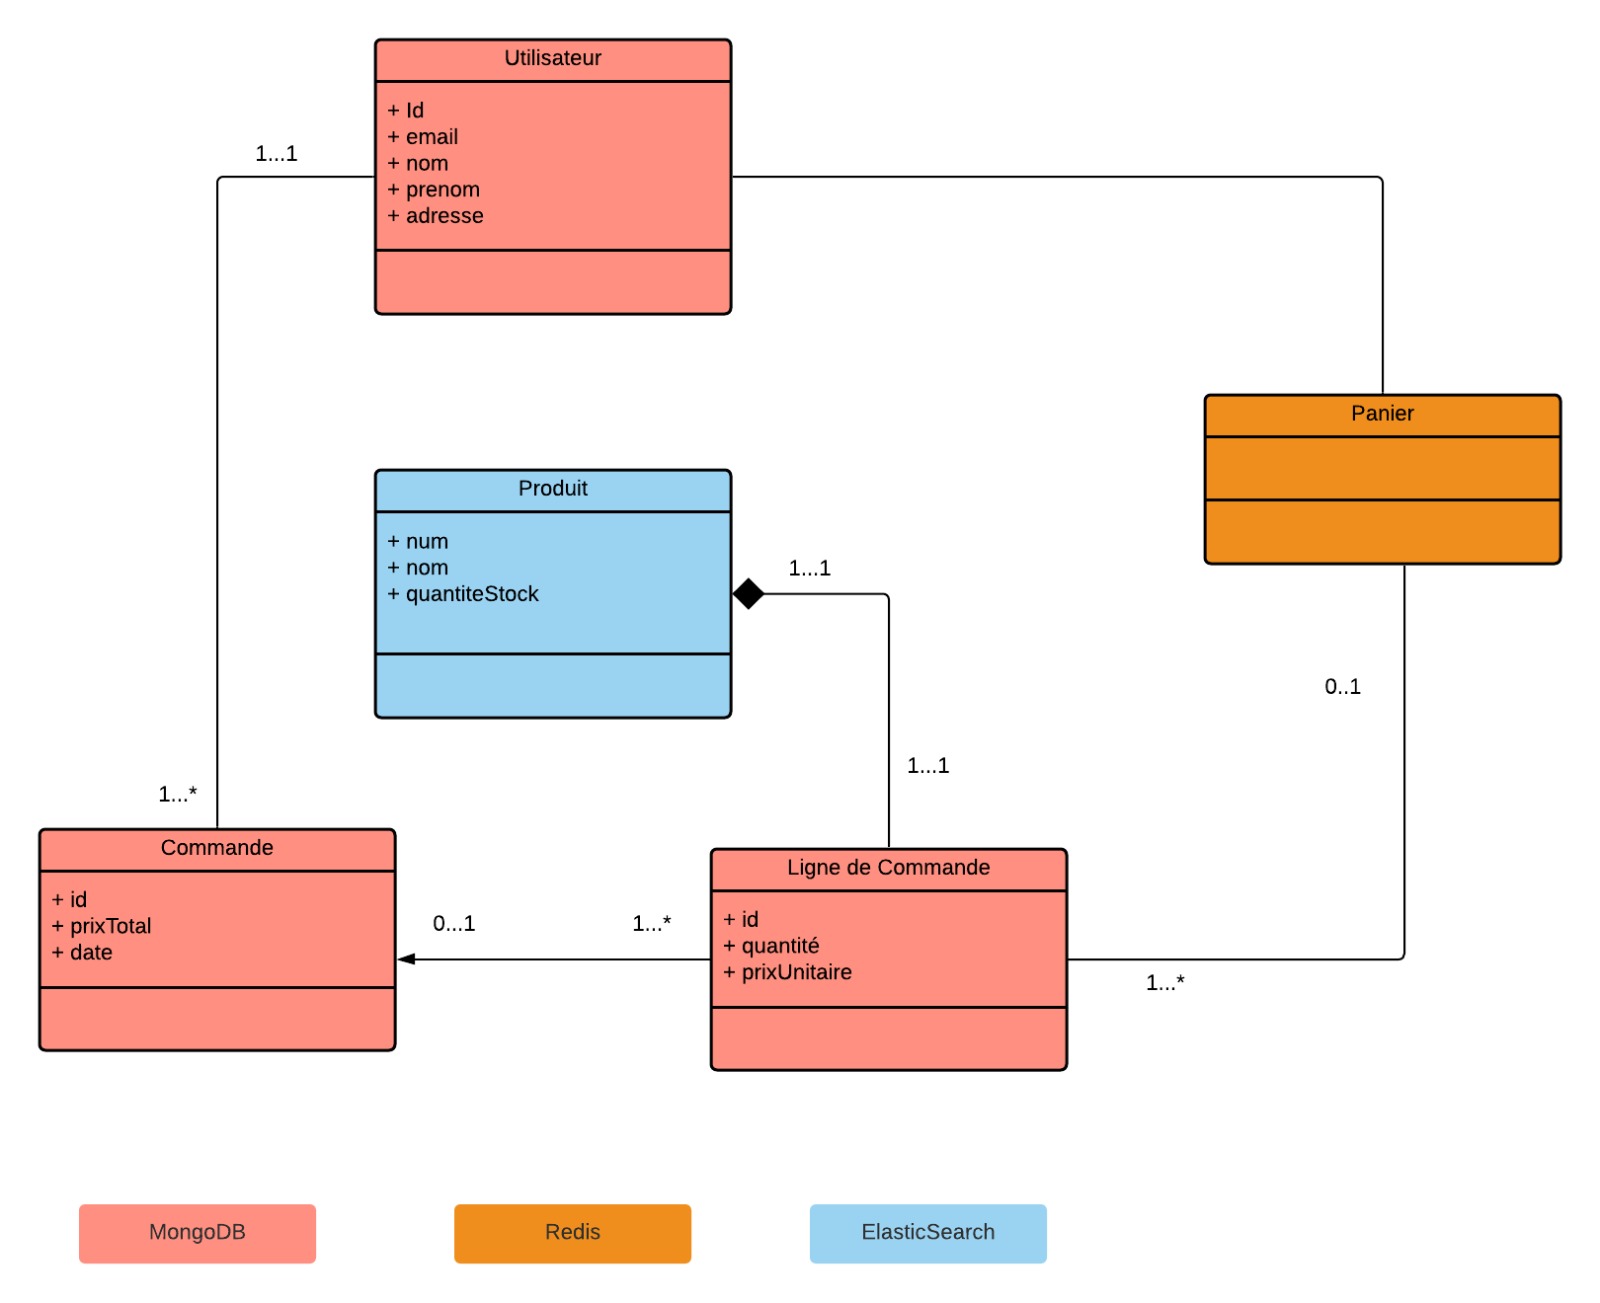 Utilisateur
+ Id
+ email
+ nom
+ prenom
+ adresse
1...1
Panier
Produit
+ num
+ nom
+ quantiteStock
1...1
0..1
1...1
1...*
Commande
+ id
+ prixTotal
+ date
0...1
1...*
Ligne de Commande
+ id
+ quantité
+ prixUnitaire
1...*
MongoDB
Redis
ElasticSearch